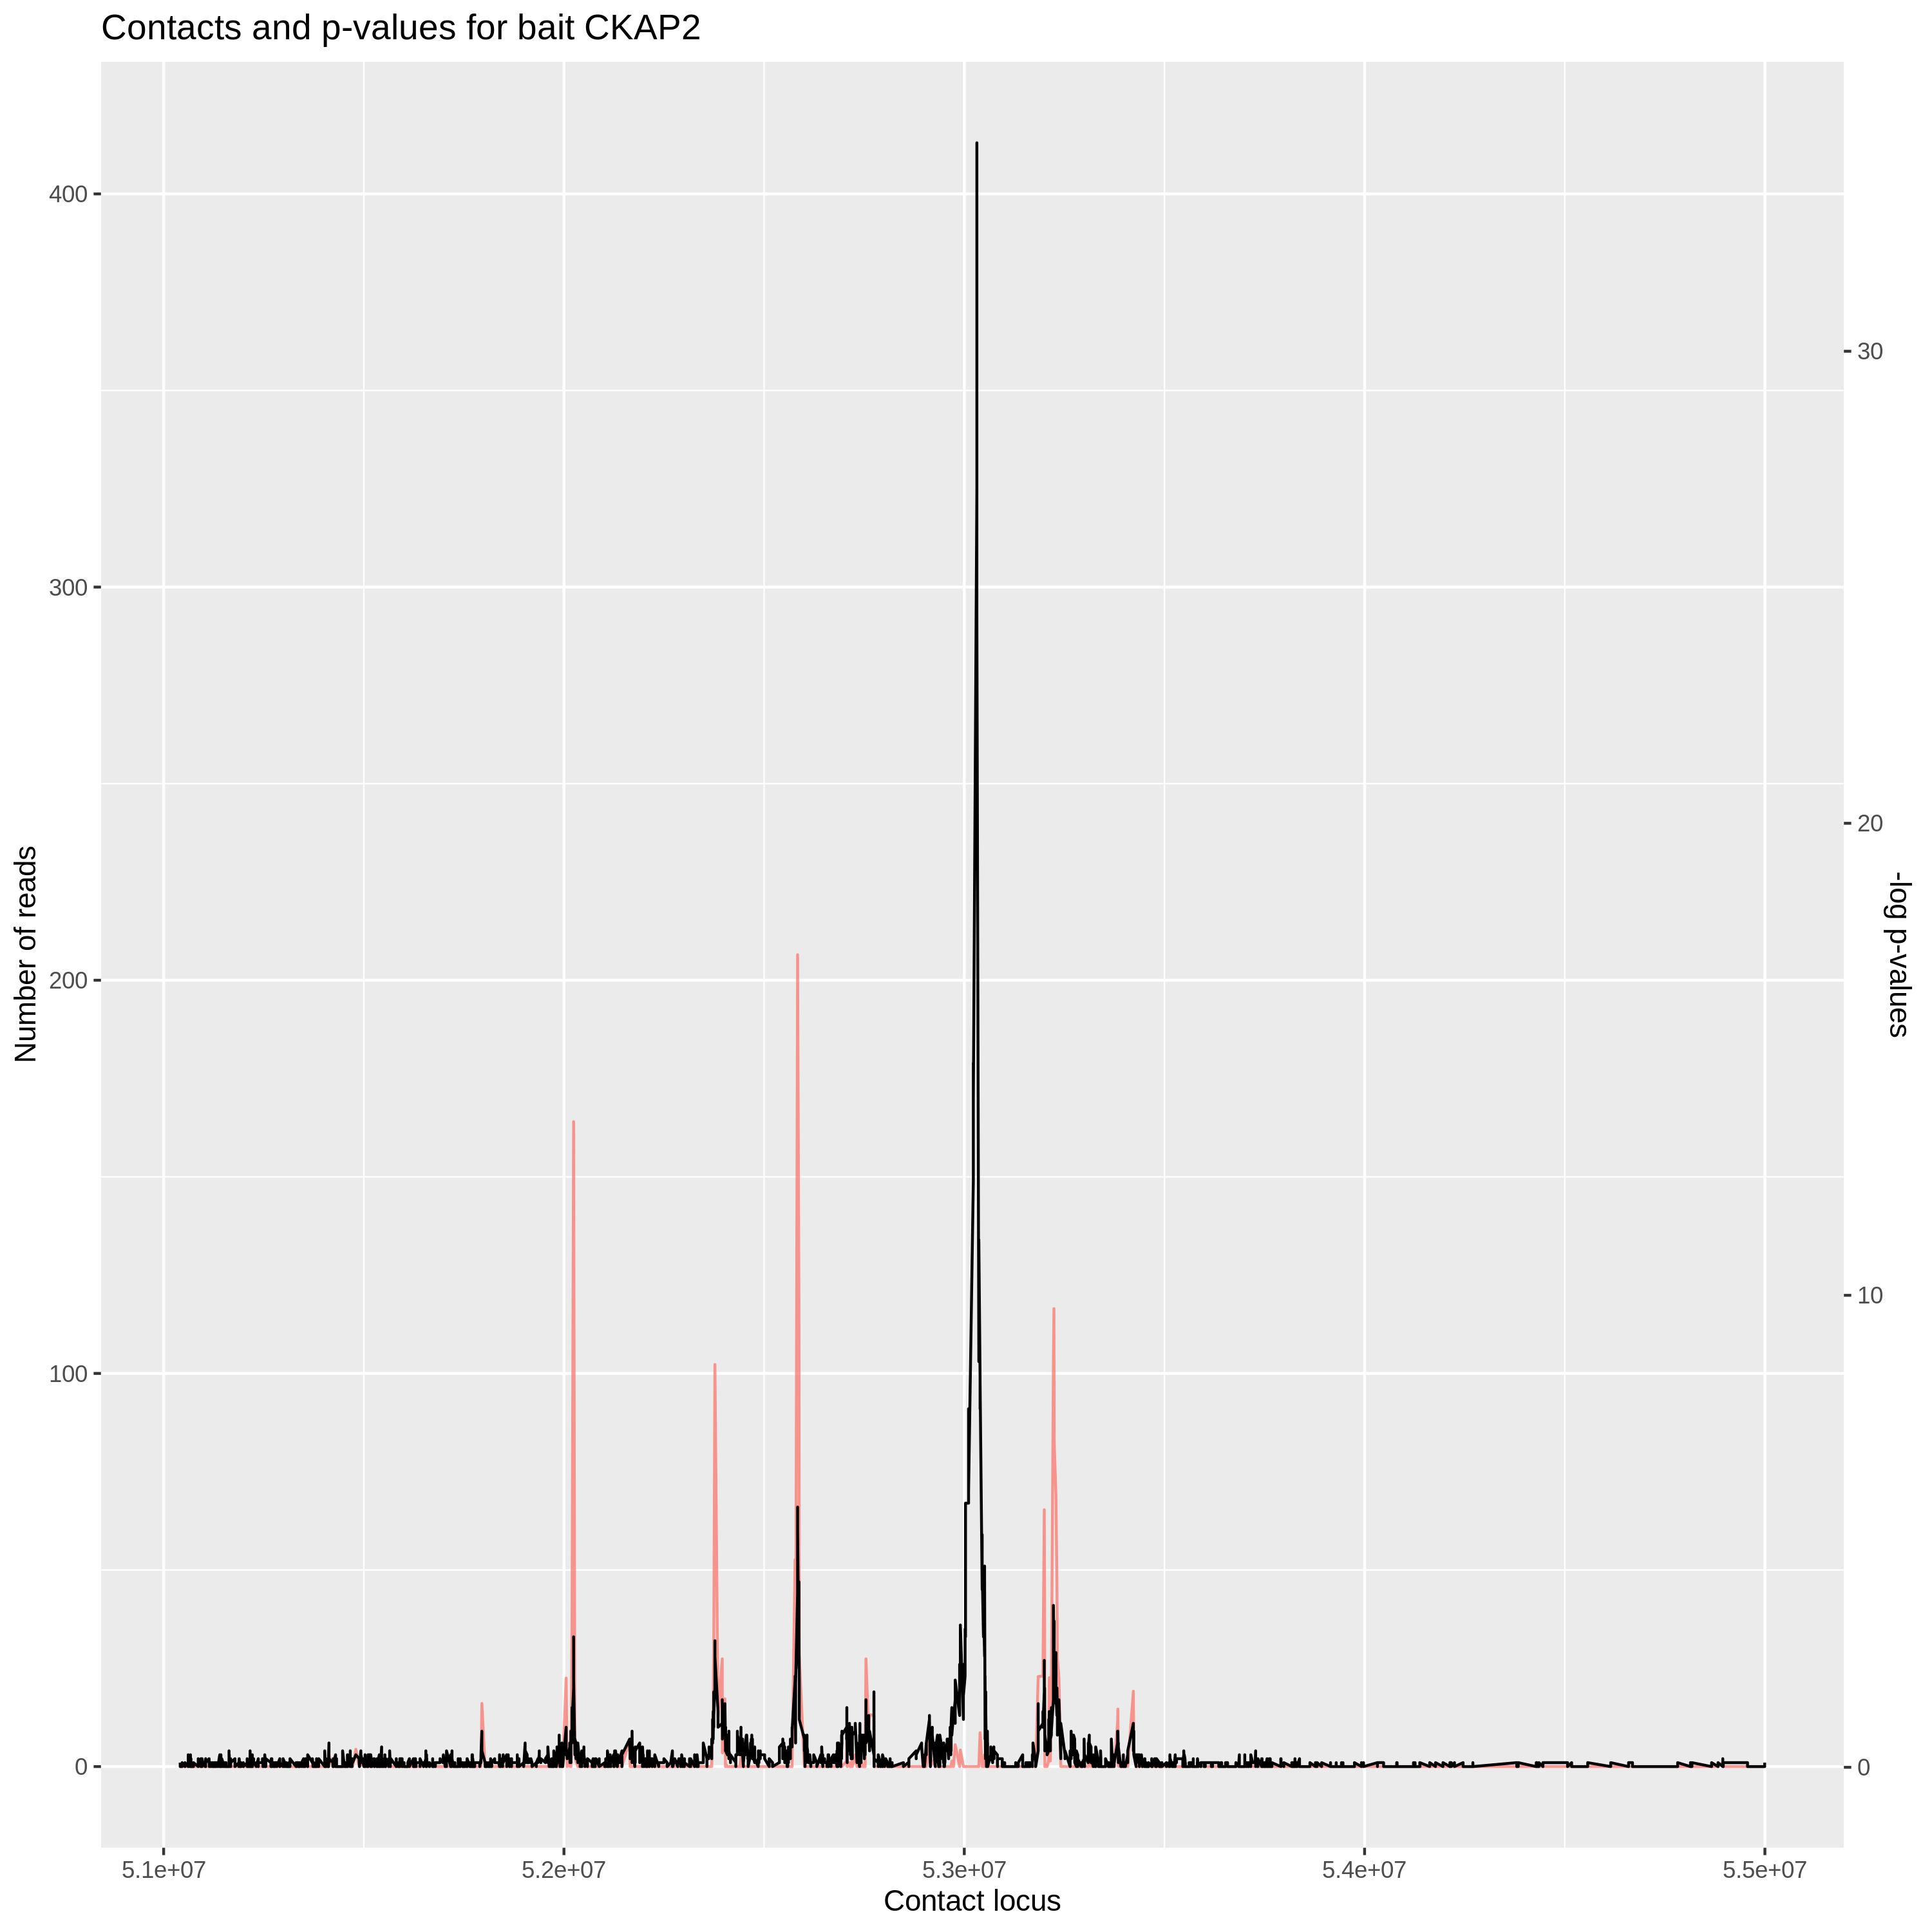 Contacts and p-values for bait CKAP2
400
300
200
100
0
Number of reads
30
20
10
0
-log p-values
5.1e+07
5.2e+07
5.3e+07
5.4e+07
5.5e+07
Contact locus